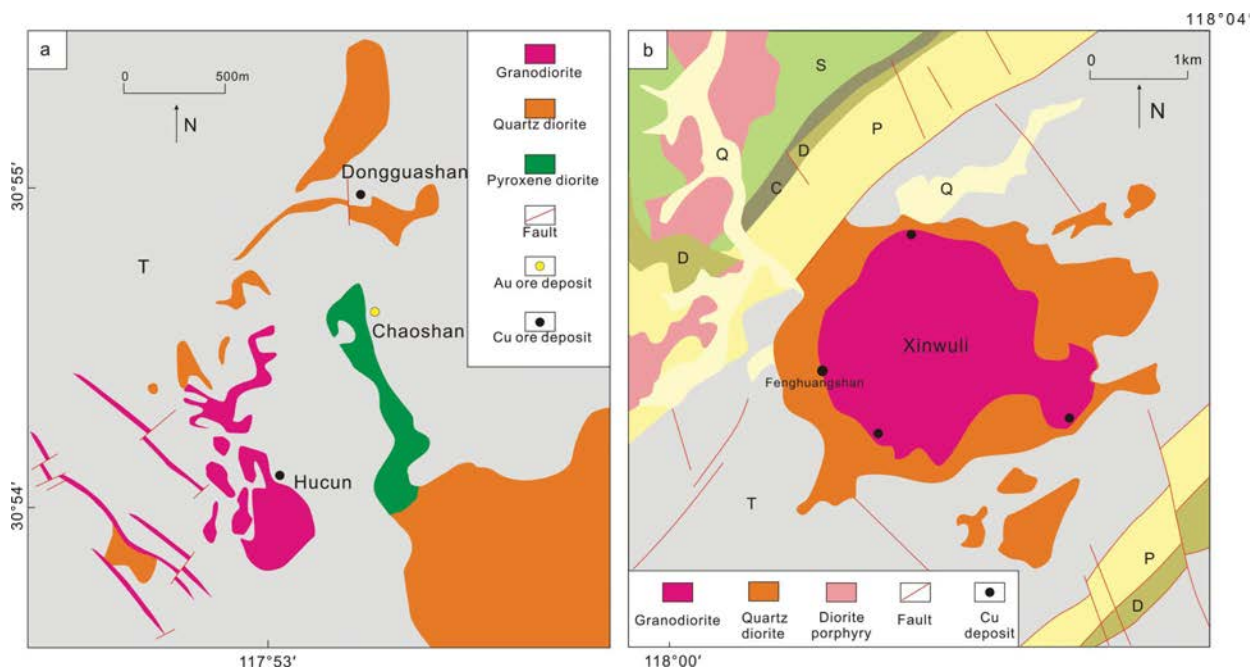 118°04'
a
0 500m
N
Granodiorite
Quartz diorite
Pyroxene diorite
Fault
Au ore deposit
Cu ore deposit
30°55′
Dongguashan
T
Chaoshan
Hucun
30°54′
117°53′
b
0 1km
N
S
P
D
Q
C
Q
D
Xinwuli
Fenghuangshan
T
P
D
Granodiorite
Quartz
diorite
Diorite
porphyry
Fault
Cu
deposit
118°00′